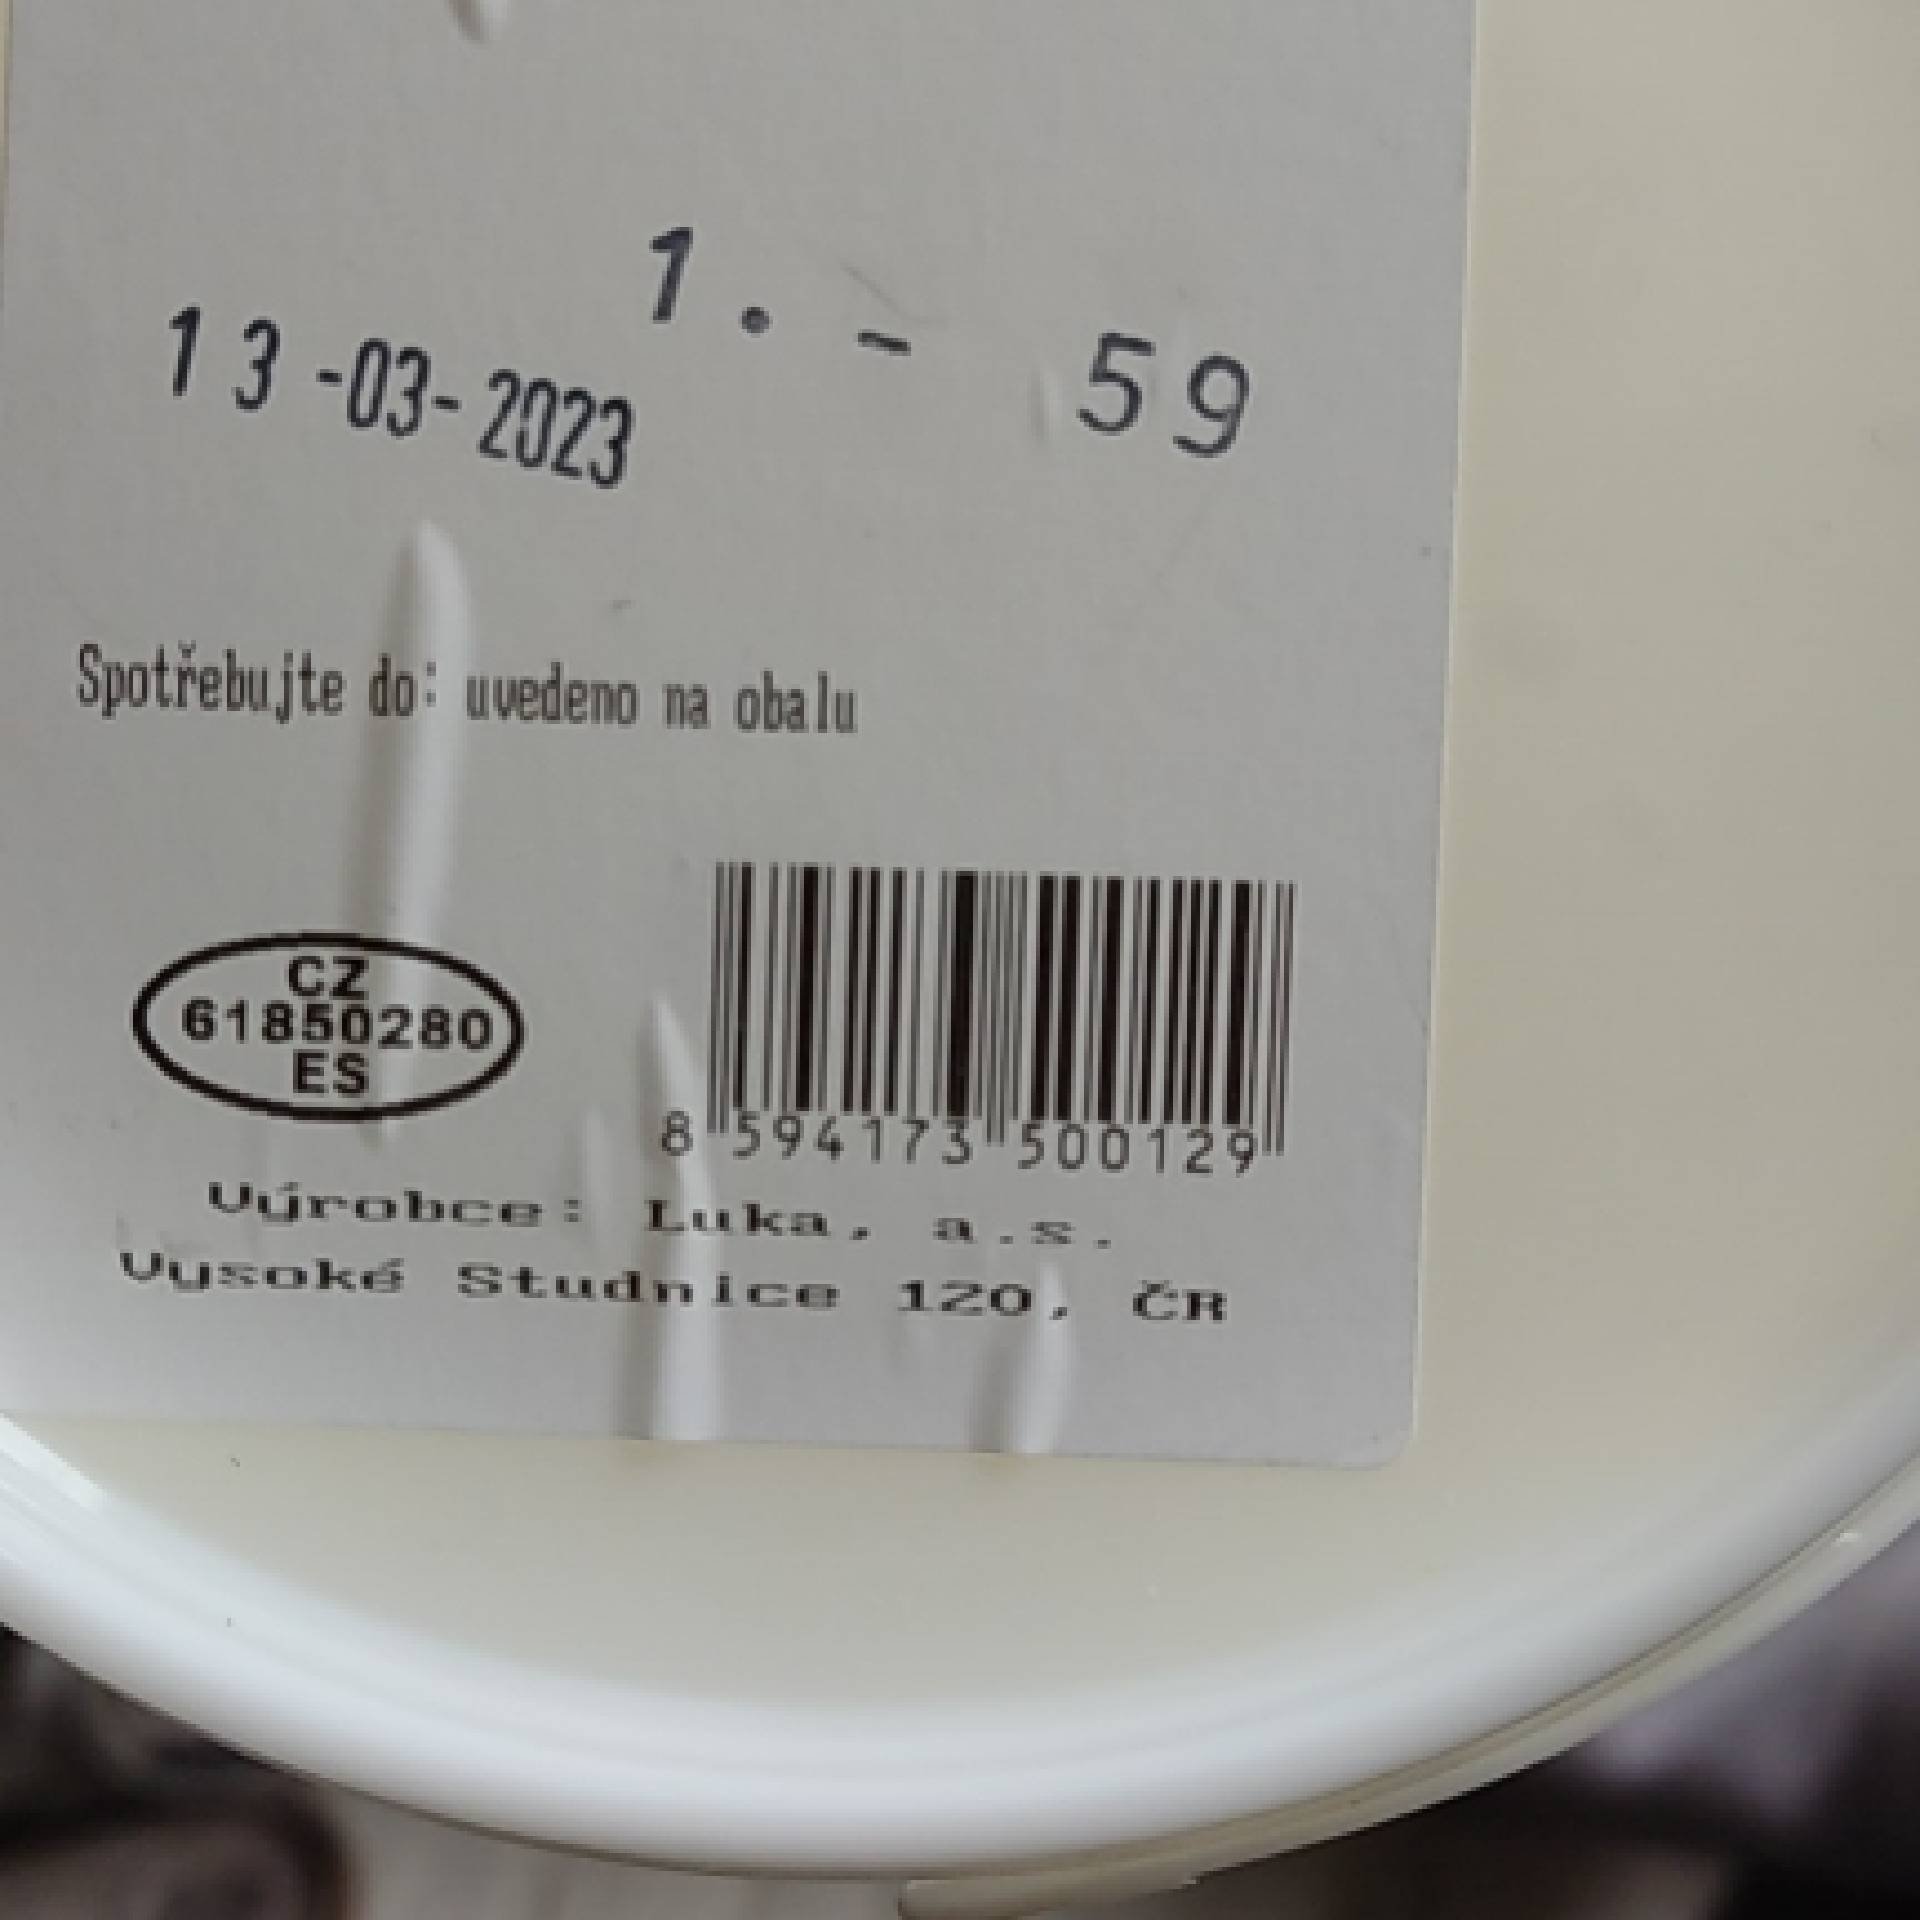 1. - 59
13-03-2023
Spotřebujte do: uvedeno na obalu
CZ
61850280
ES
8 594173 500129
Výrobce: Luka, a.s.
Vysoké Studnice 120, ČR